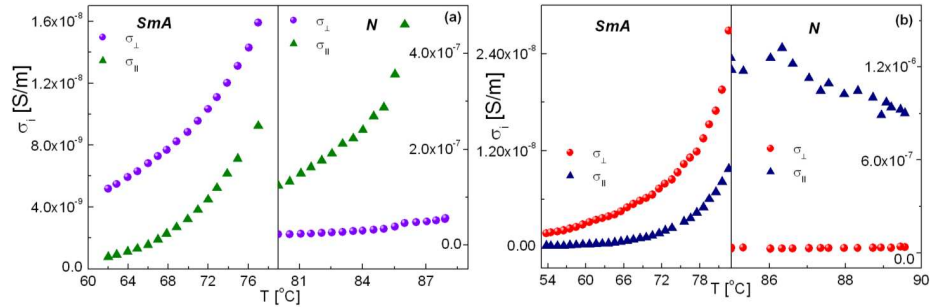 SmA N (a)
σ⊥
σ||
σ⊥
σ||
1.6x10⁻⁸
1.2x10⁻⁸
8.0x10⁻⁹
4.0x10⁻⁹
0.0
4.0x10⁻⁷
2.0x10⁻⁷
0.0
σi [S/m]
60 64 68 72 76 81 84 87
T [°C]
SmA N (b)
σ⊥
σ||
σ⊥
σ||
2.40x10⁻⁸
1.20x10⁻⁸
0.00
1.2x10⁻⁶
6.0x10⁻⁷
0.0
σi [S/m]
54 60 66 72 78 86 88 90
T [°C]